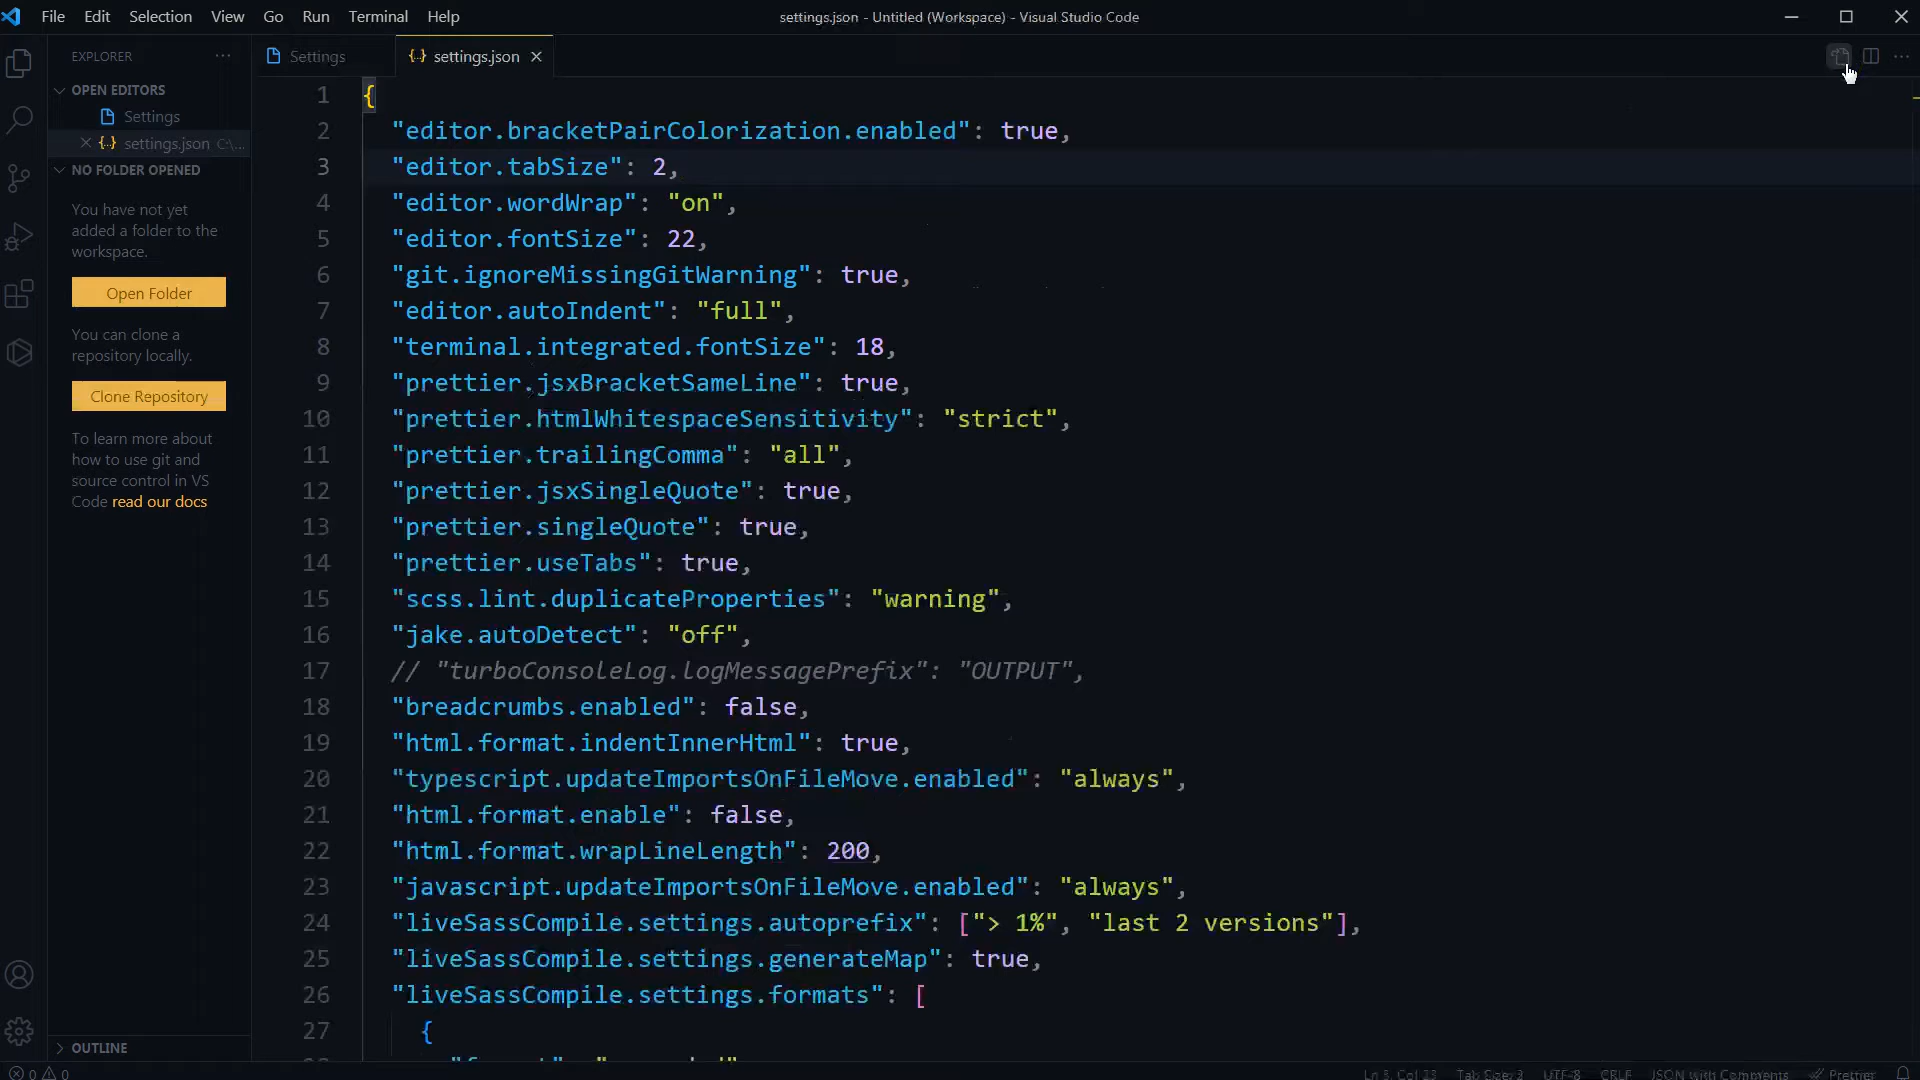 File Edit Selection View Go Run Terminal Help
settings.json - Untitled (Workspace) - Visual Studio Code
EXPLORER
OPEN EDITORS
Settings
settings.json C:\...
NO FOLDER OPENED
You have not yet
added a folder to the
workspace.
Open Folder
You can clone a
repository locally.
Clone Repository
To learn more about
how to use git and
source control in VS
Code read our docs
OUTLINE
Settings
settings.json
1 {
2 "editor.bracketPairColorization.enabled": true,
3 "editor.tabSize": 2,
4 "editor.wordWrap": "on",
5 "editor.fontSize": 22,
6 "git.ignoreMissingGitWarning": true,
7 "editor.autoIndent": "full",
8 "terminal.integrated.fontSize": 18,
9 "prettier.jsxBracketSameLine": true,
10 "prettier.htmlWhitespaceSensitivity": "strict",
11 "prettier.trailingComma": "all",
12 "prettier.jsxSingleQuote": true,
13 "prettier.singleQuote": true,
14 "prettier.useTabs": true,
15 "scss.lint.duplicateProperties": "warning",
16 "jake.autoDetect": "off",
17 // "turboConsoleLog.logMessagePrefix": "OUTPUT",
18 "breadcrumbs.enabled": false,
19 "html.format.indentInnerHtml": true,
20 "typescript.updateImportsOnFileMove.enabled": "always",
21 "html.format.enable": false,
22 "html.format.wrapLineLength": 200,
23 "javascript.updateImportsOnFileMove.enabled": "always",
24 "liveSassCompile.settings.autoprefix": ["> 1%", "last 2 versions"],
25 "liveSassCompile.settings.generateMap": true,
26 "liveSassCompile.settings.formats": [
27 {
0 0 UTF-8 CRLF JSON with Comments Prettier